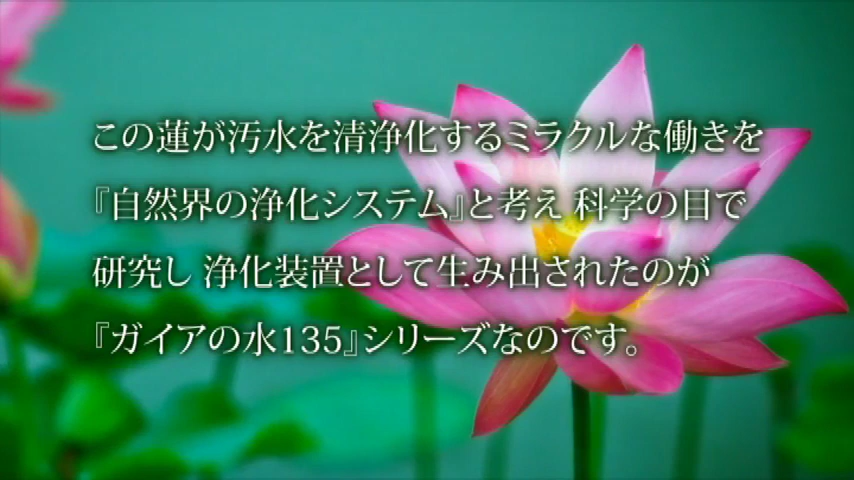 この蓮が汚水を清浄化するミラクルな働きを
『自然界の浄化システム』と考え 科学の目で
研究し 浄化装置として生み出されたのが
『ガイアの水135』シリーズなのです。